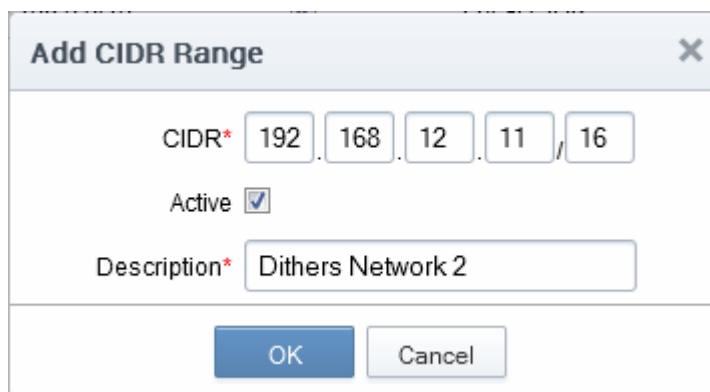 Add CIDR Range
CIDR* 192 . 168 . 12 . 11 / 16
Active
Description* Dithers Network 2
OK Cancel